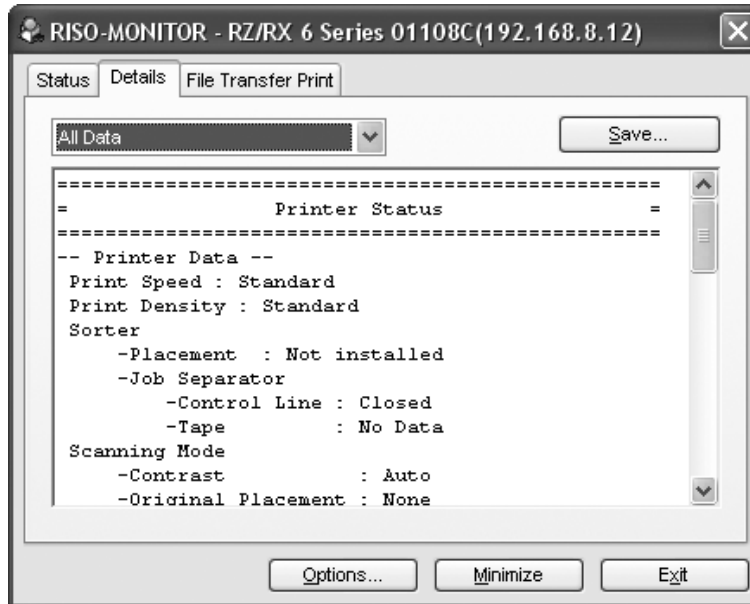 RISO-MONITOR - RZ/RX 6 Series 01108C(192.168.8.12)
Status Details File Transfer Print
All Data Save...
==================================================
= Printer Status =
==================================================
-- Printer Data --
Print Speed : Standard
Print Density : Standard
Sorter
-Placement : Not installed
-Job Separator
-Control Line : Closed
-Tape : No Data
Scanning Mode
-Contrast : Auto
-Original Placement : None
Options... Minimize Exit